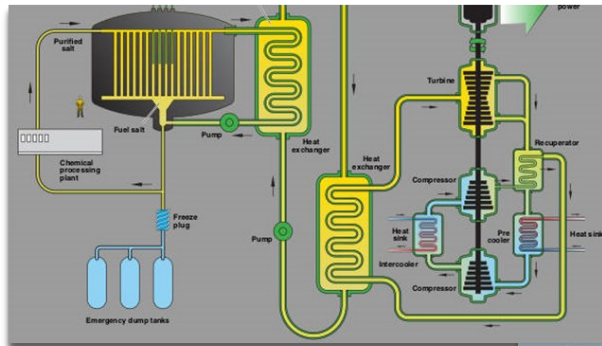 power
Purified
salt
Turbine
Fuel salt
Pump
Heat
exchanger
Heat
exchanger
Recuperator
Chemical
processing
plant
Compressor
Freeze
plug
Pump
Heat
sink
Pre
cooler
Heat sink
Intercooler
Compressor
Emergency dump tanks